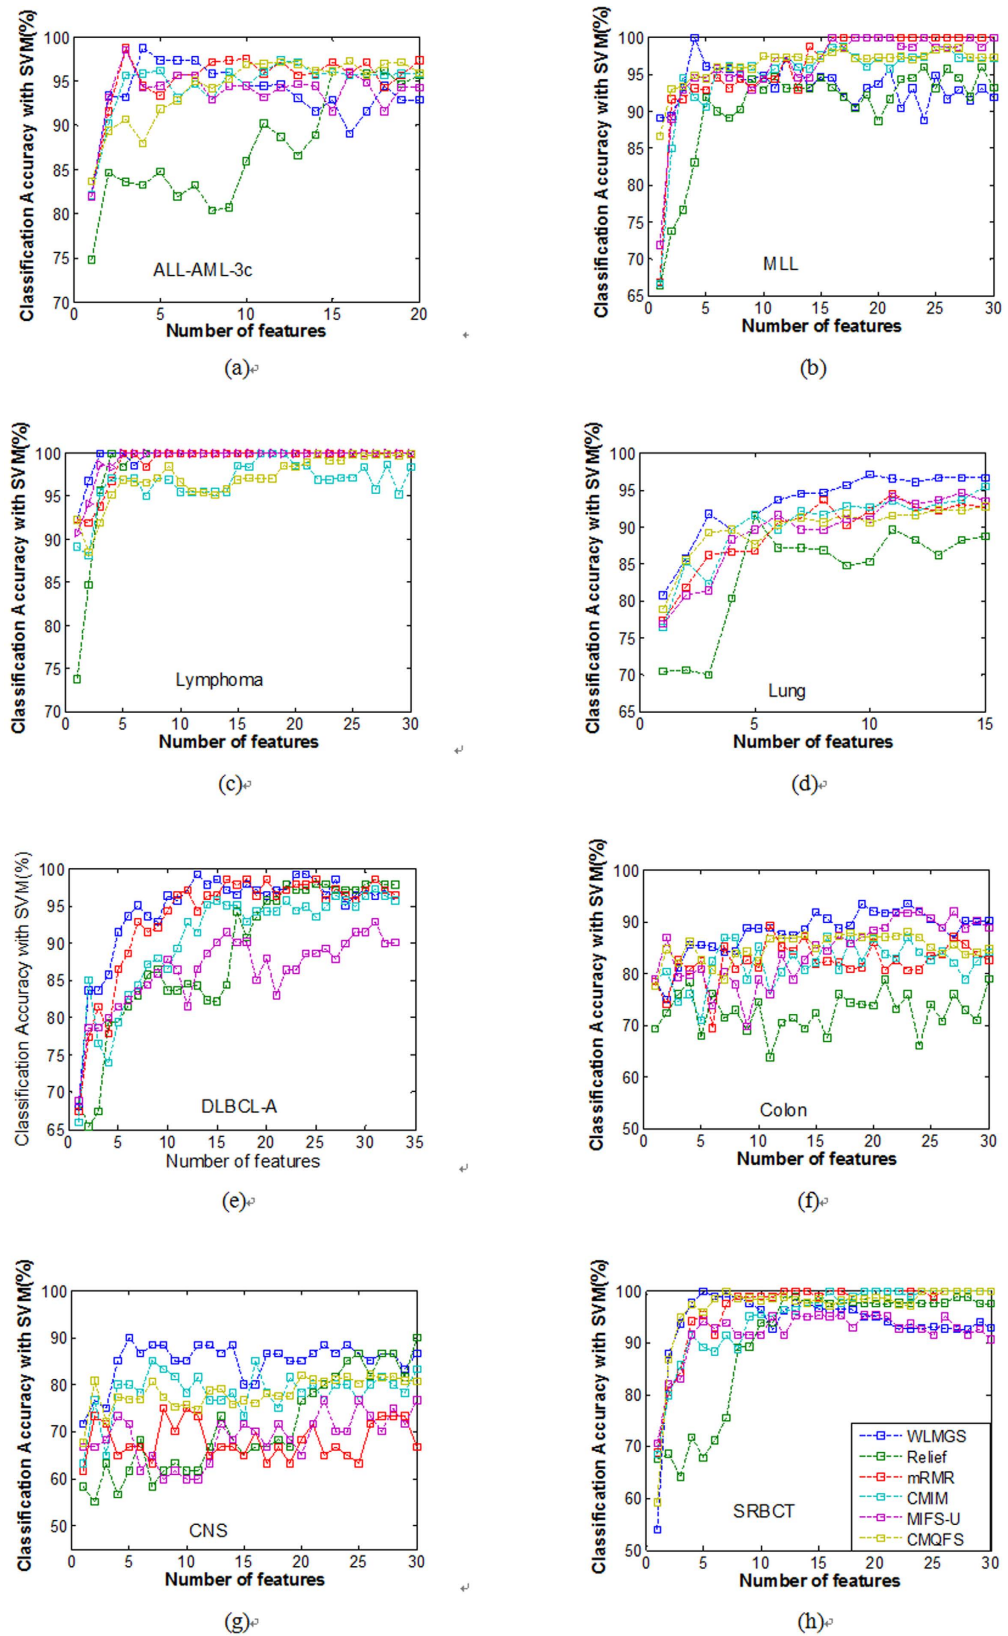 Classification Accuracy with SVM(%)
100
95
90
85
80
75
70
0
5
10
15
20
ALL-AML-3c
Number of features
(a)
Classification Accuracy with SVM(%)
100
95
90
85
80
75
70
65
0
5
10
15
20
25
30
MLL
Number of features
(b)
Classification Accuracy with SVM(%)
100
95
90
85
80
75
70
0
5
10
15
20
25
30
Lymphoma
Number of features
(c)
Classification Accuracy with SVM(%)
100
95
90
85
80
75
70
65
0
5
10
15
Lung
Number of features
(d)
Classification Accuracy with SVM(%)
100
95
90
85
80
75
70
65
0
5
10
15
20
25
30
35
DLBCL-A
Number of features
(e)
Classification Accuracy with SVM(%)
100
90
80
70
60
50
0
5
10
15
20
25
30
Colon
Number of features
(f)
Classification Accuracy with SVM(%)
100
90
80
70
60
50
0
5
10
15
20
25
30
CNS
Number of features
(g)
Classification Accuracy with SVM(%)
100
90
80
70
60
50
0
5
10
15
20
25
30
SRBCT
WLMGS
Relief
mRMR
CMIM
MIFS-U
CMQFS
Number of features
(h)